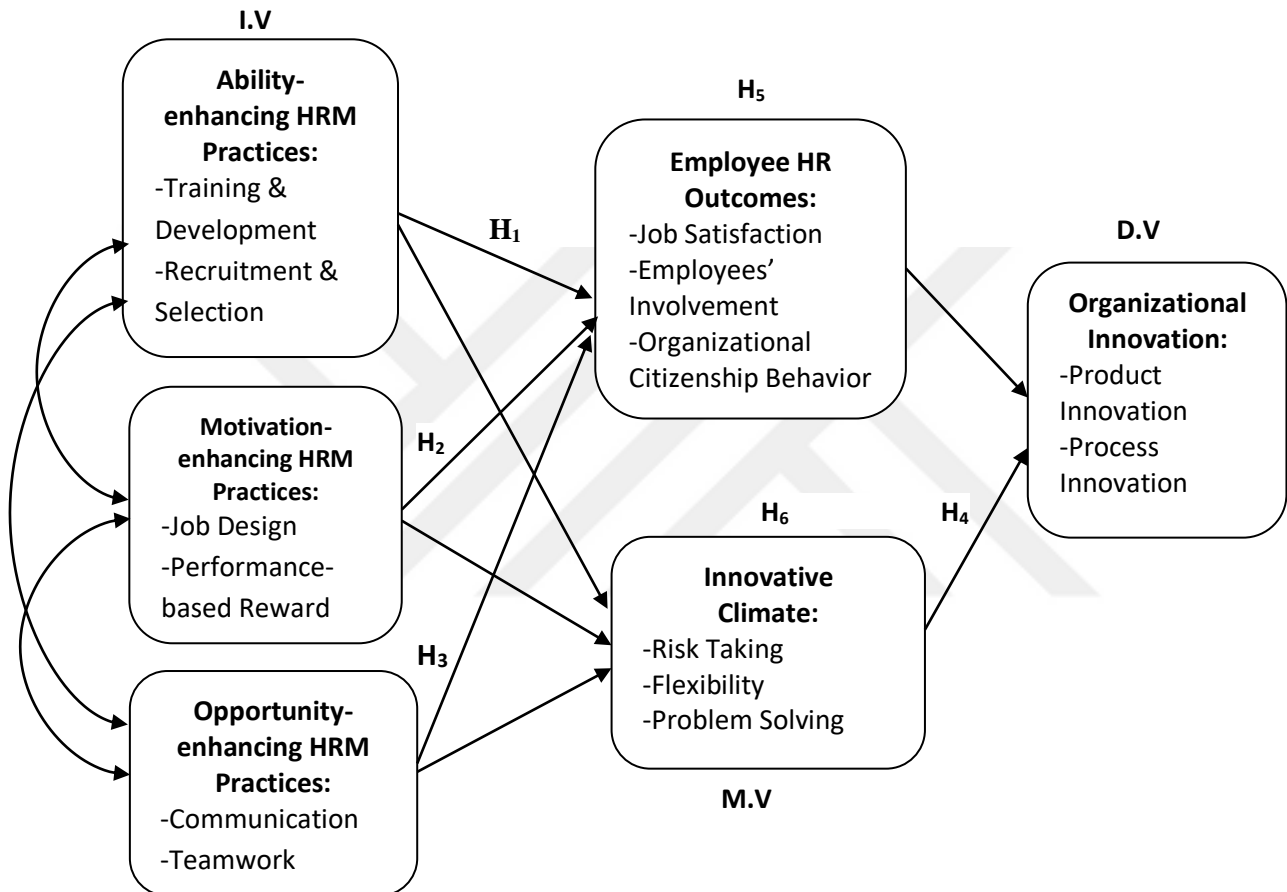 I.V
Ability-
enhancing HRM
Practices:
-Training &
Development
-Recruitment &
Selection
Motivation-
enhancing HRM
Practices:
-Job Design
-Performance-
based Reward
Opportunity-
enhancing HRM
Practices:
-Communication
-Teamwork
H₁
H₂
H₃
H₅
Employee HR
Outcomes:
-Job Satisfaction
-Employees’
Involvement
-Organizational
Citizenship Behavior
H₆
Innovative
Climate:
-Risk Taking
-Flexibility
-Problem Solving
M.V
H₄
D.V
Organizational
Innovation:
-Product
Innovation
-Process
Innovation